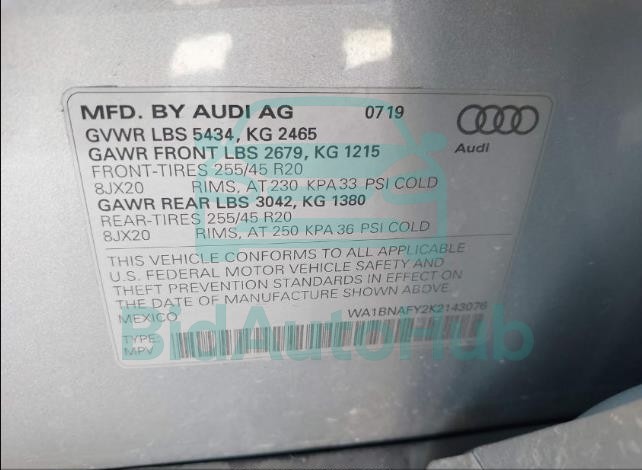 MFD. BY AUDI AG 07 19
GVWR LBS 5434, KG 2465
Audi
GAWR FRONT LBS 2679, KG 1215
FRONT-TIRES 255/45 R20
8JX20 RIMS, AT 230 KPA 33 PSI COLD
GAWR REAR LBS 3042, KG 1380
REAR-TIRES 255/45 R20
8JX20 RIMS, AT 250 KPA 36 PSI COLD
THIS VEHICLE CONFORMS TO ALL APPLICABLE
U.S. FEDERAL MOTOR VEHICLE SAFETY AND
THEFT PREVENTION STANDARDS IN EFFECT ON
THE DATE OF MANUFACTURE SHOWN ABOVE.
MEXICO WA1BNAFY2K2143076
TYPE:
MPV
BidAutoHub